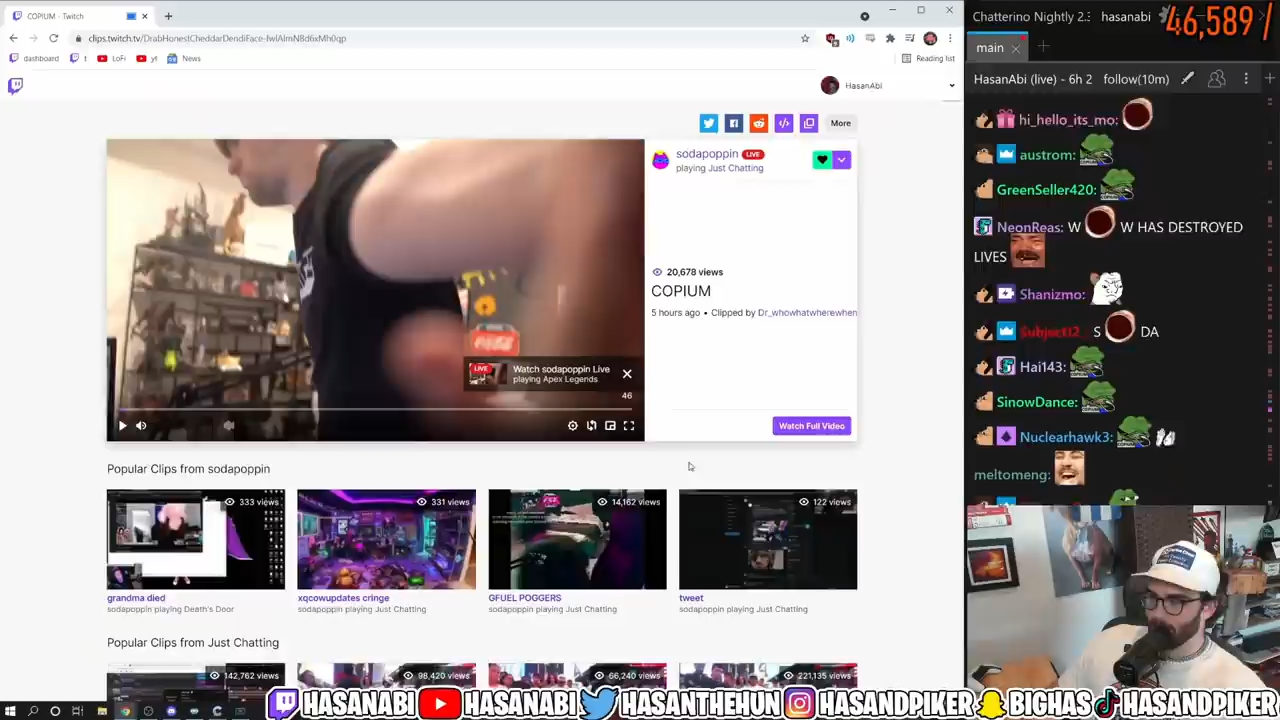 COPIUM - Twitch
Chatterino Nightly 2.
hasanabi
46,589 /
clips.twitch.tv/DrabHonestCheddarDendiFace-fwlAlmN8d6xMh0qp
main
dashboard
t
LoFi
yt
News
Reading list
HasanAbi (live) - 6h 2
follow(10m)
HasanAbi
hi_hello_its_mo:
More
austrom:
sodapoppin LIVE
playing Just Chatting
GreenSeller420:
NeonReas: W W HAS DESTROYED
LIVES
20,678 views
COPIUM
5 hours ago • Clipped by Dr_whowhatwherewhen
Shanizmo:
Subject12_ S DA
LIVE
Watch sodapoppin Live
playing Apex Legends
46
Hai143:
SinowDance:
Watch Full Video
Nuclearhawk3:
meltomeng:
Popular Clips from sodapoppin
333 views
331 views
14,162 views
122 views
grandma died
sodapoppin playing Death's Door
xqcowupdates cringe
sodapoppin playing Just Chatting
GFUEL POGGERS
sodapoppin playing Just Chatting
tweet
sodapoppin playing Just Chatting
Popular Clips from Just Chatting
142,762 views
98,420 views
66,240 views
221,135 views
HASANABI
HASANABI
HASANTHEHUN
HASANDPIKER
BIGHAS
HASANDPIKER